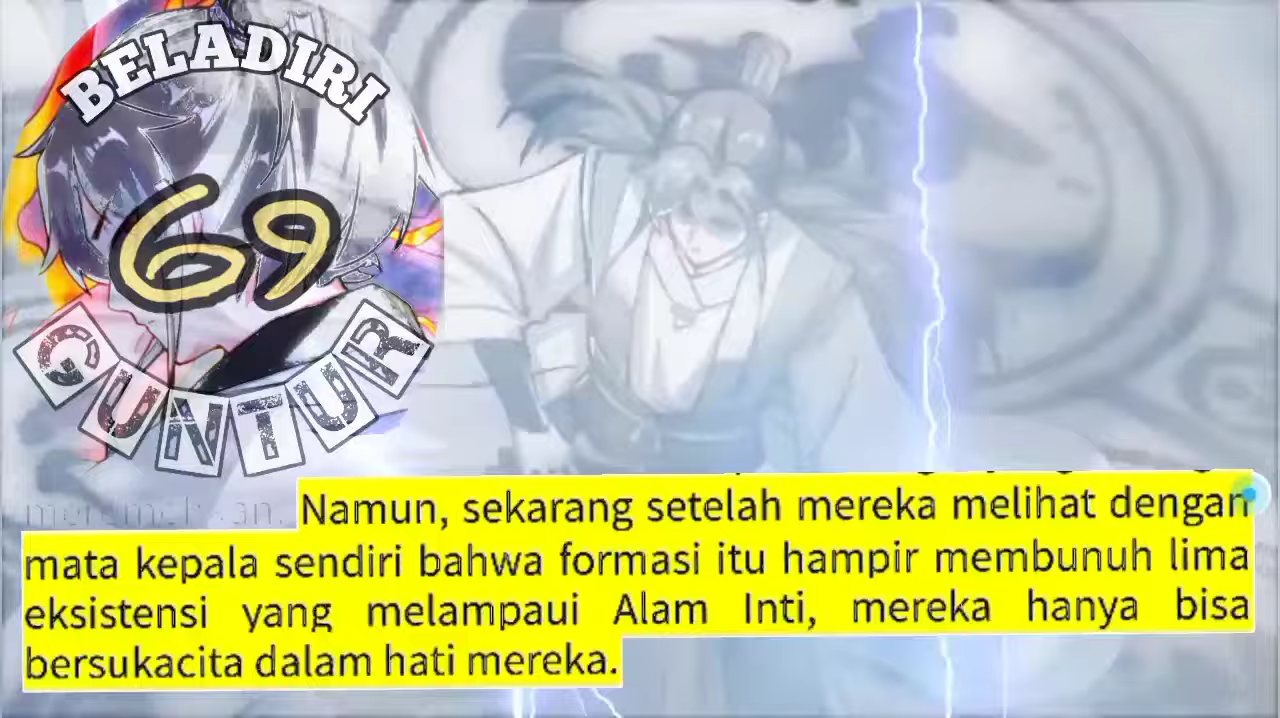 BELADIRI
69
GUNTUR
Namun, sekarang setelah mereka melihat dengan
mata kepala sendiri bahwa formasi itu hampir membunuh lima
eksistensi yang melampaui Alam Inti, mereka hanya bisa
bersukacita dalam hati mereka.